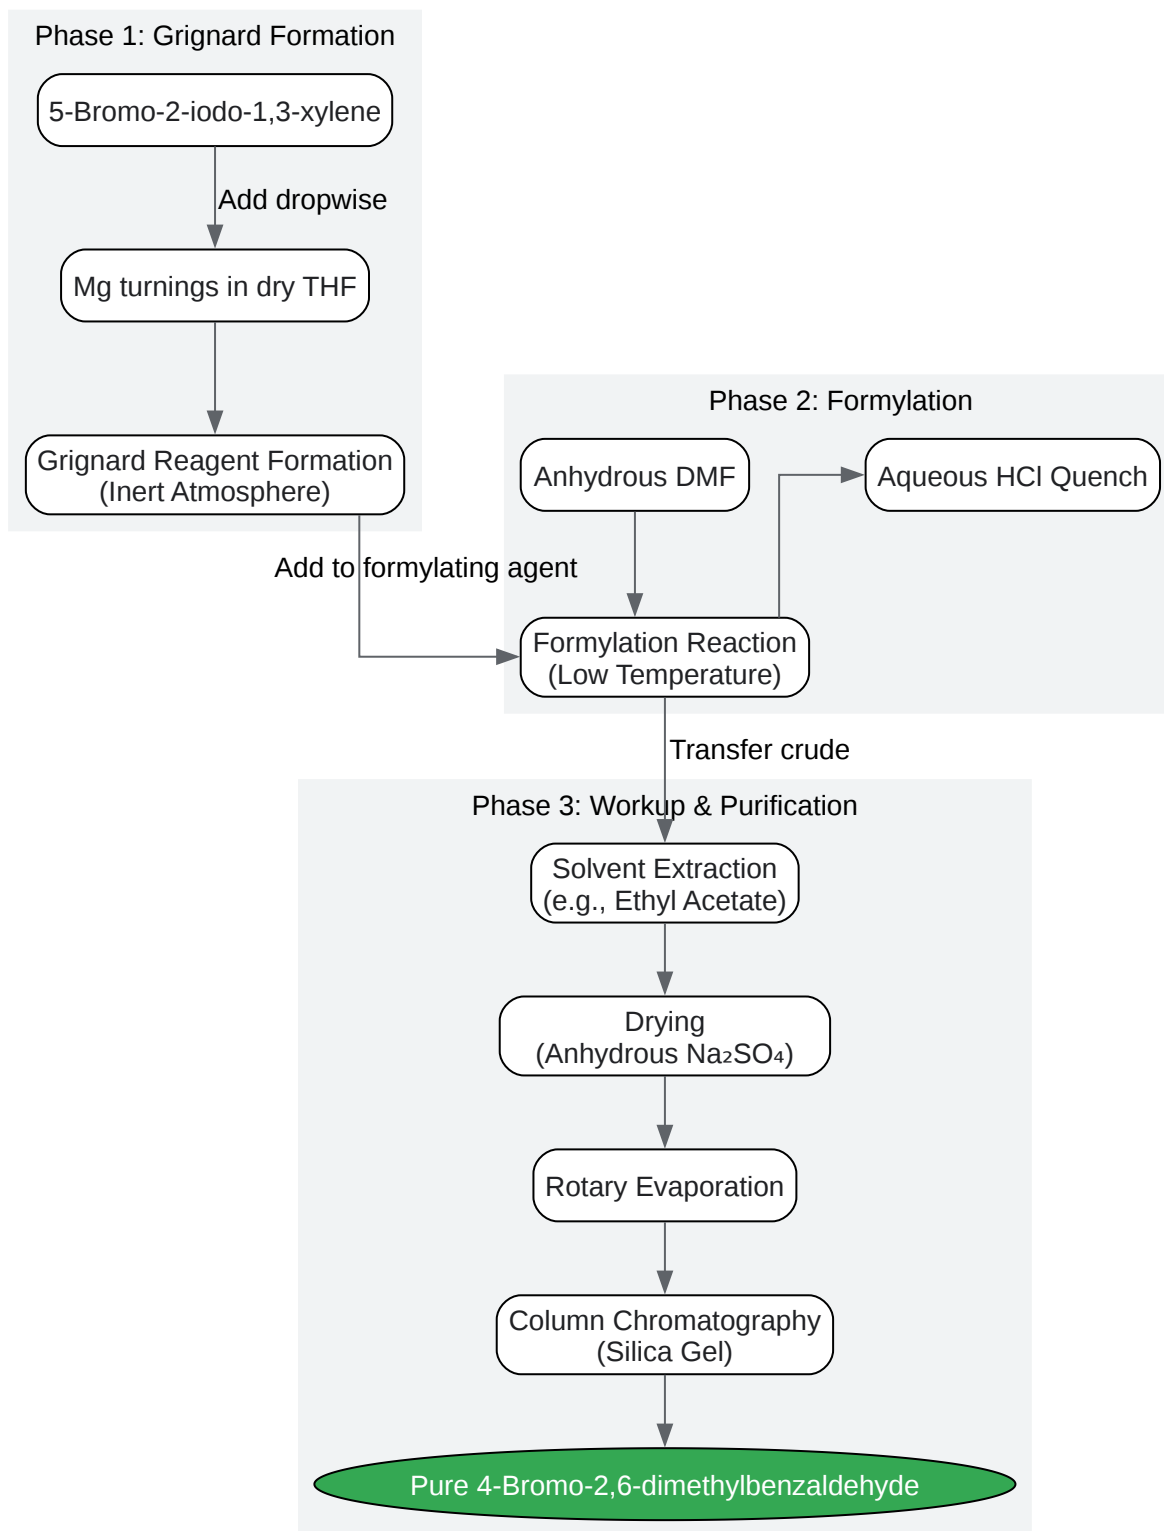 Phase 1: Grignard Formation
5-Bromo-2-iodo-1,3-xylene
Add dropwise
Mg turnings in dry THF
Grignard Reagent Formation
(Inert Atmosphere)
Add to formylating agent
Phase 2: Formylation
Anhydrous DMF
Aqueous HCl Quench
Formylation Reaction
(Low Temperature)
Transfer crude
Phase 3: Workup & Purification
Solvent Extraction
(e.g., Ethyl Acetate)
Drying
(Anhydrous Na₂SO₄)
Rotary Evaporation
Column Chromatography
(Silica Gel)
Pure 4-Bromo-2,6-dimethylbenzaldehyde